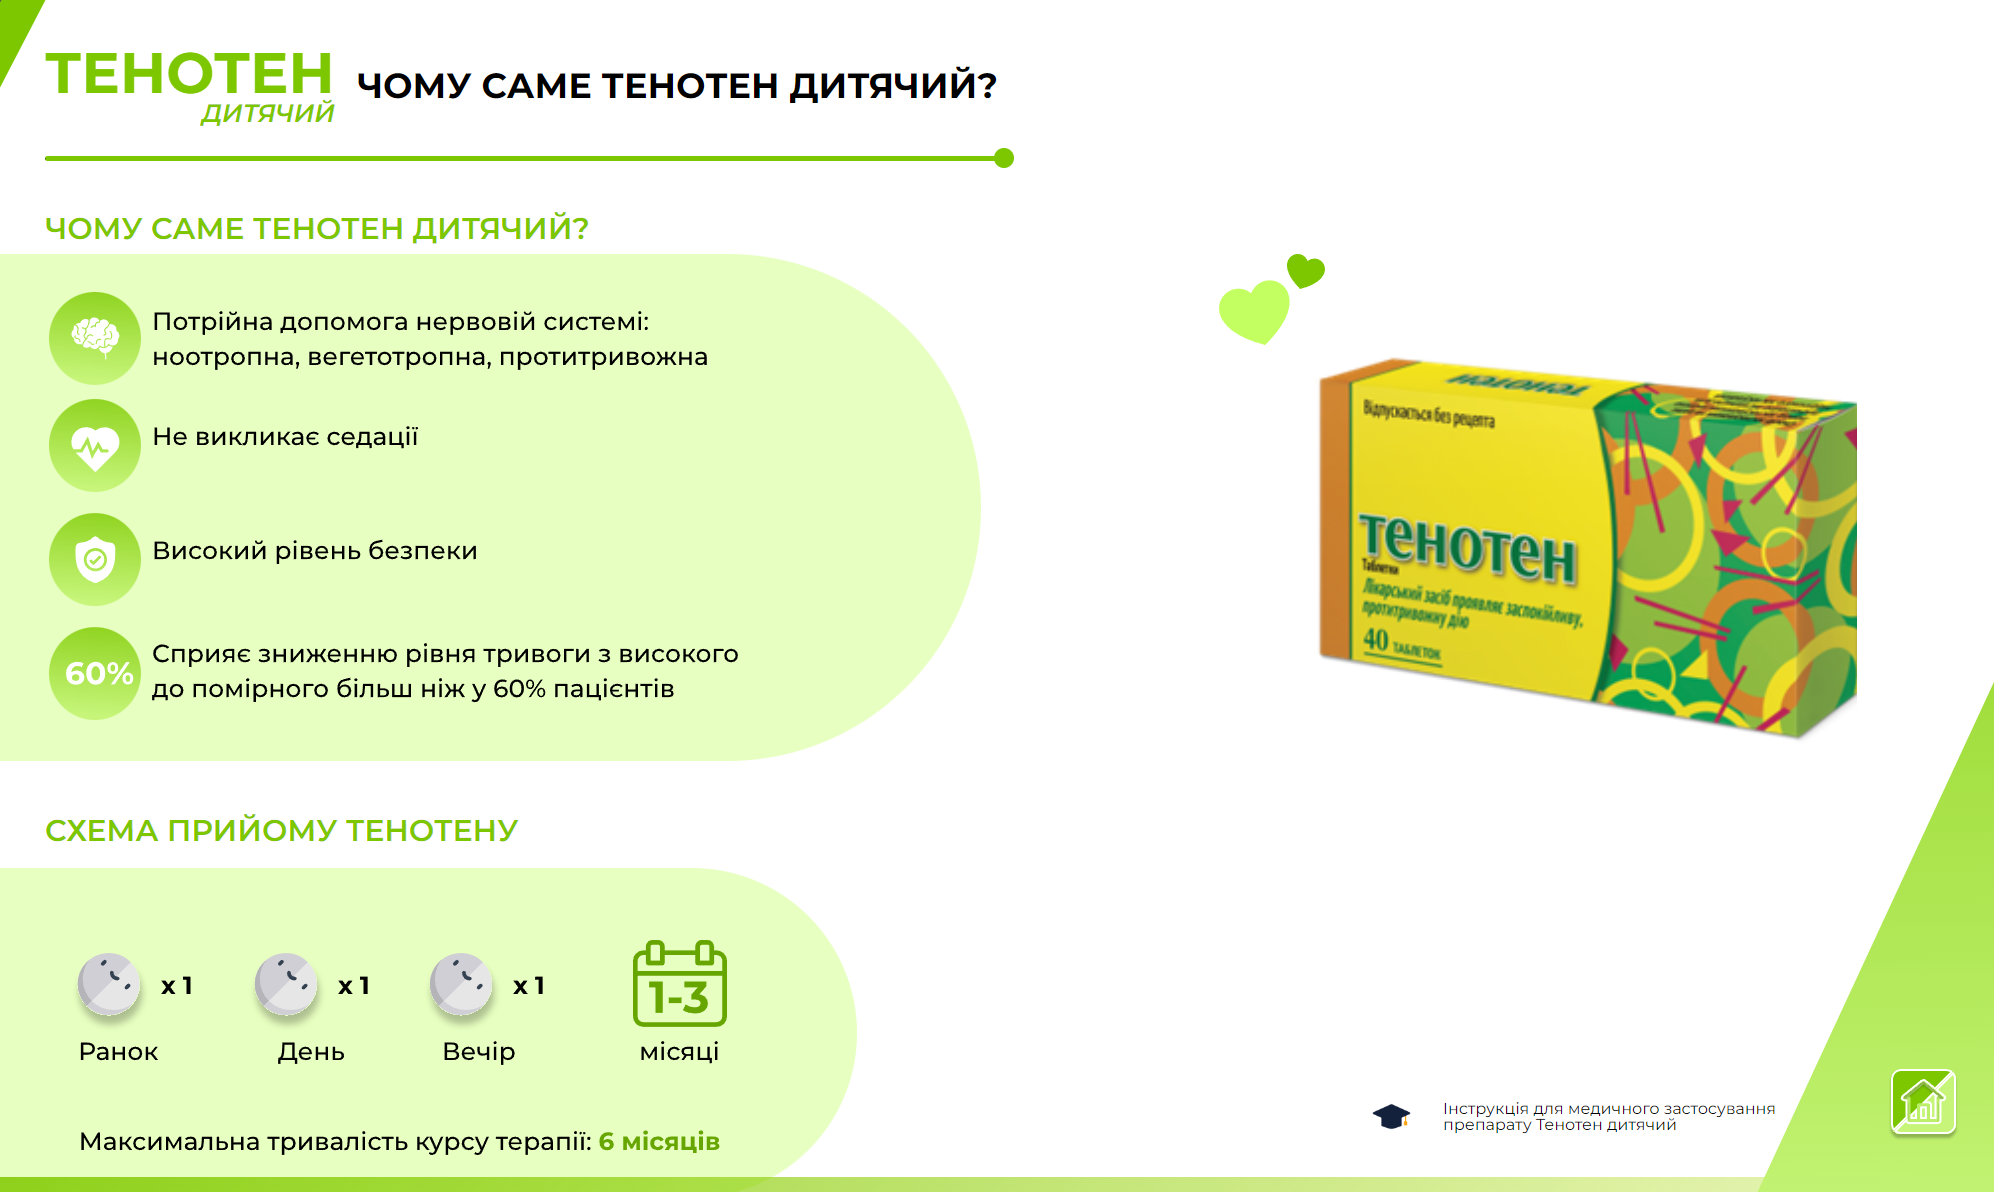 ТЕНОТЕН
ДИТЯЧИЙ
ЧОМУ САМЕ ТЕНОТЕН ДИТЯЧИЙ?
ЧОМУ САМЕ ТЕНОТЕН ДИТЯЧИЙ?
Потрійна допомога нервовій системі:
ноотропна, вегетотропна, протитривожна
Не викликає седації
Високий рівень безпеки
60%
Сприяє зниженню рівня тривоги з високого
до помірного більш ніж у 60% пацієнтів
тенотен
Відпускається без рецепта
тенотен
Таблетки
Лікарський засіб проявляє заспокійливу,
протитривожну дію
40 ТАБЛЕТОК
СХЕМА ПРИЙОМУ ТЕНОТЕНУ
x 1
x 1
x 1
1-3
Ранок
День
Вечір
місяці
Максимальна тривалість курсу терапії: 6 місяців
Інструкція для медичного застосування
препарату Тенотен дитячий